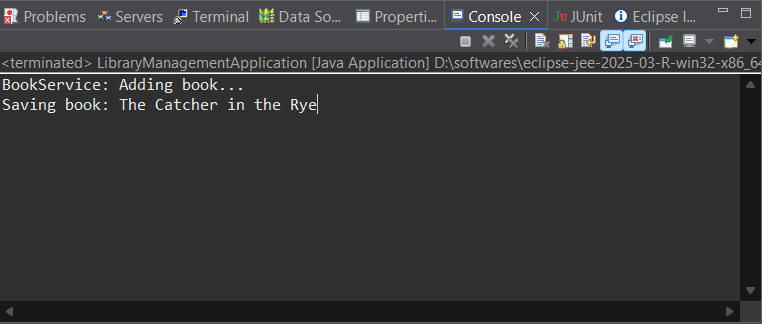 Problems Servers Terminal Data So... Properti... Console JUnit Eclipse I...
<terminated> LibraryManagementApplication [Java Application] D:\softwares\eclipse-jee-2025-03-R-win32-x86_64
BookService: Adding book...
Saving book: The Catcher in the Rye